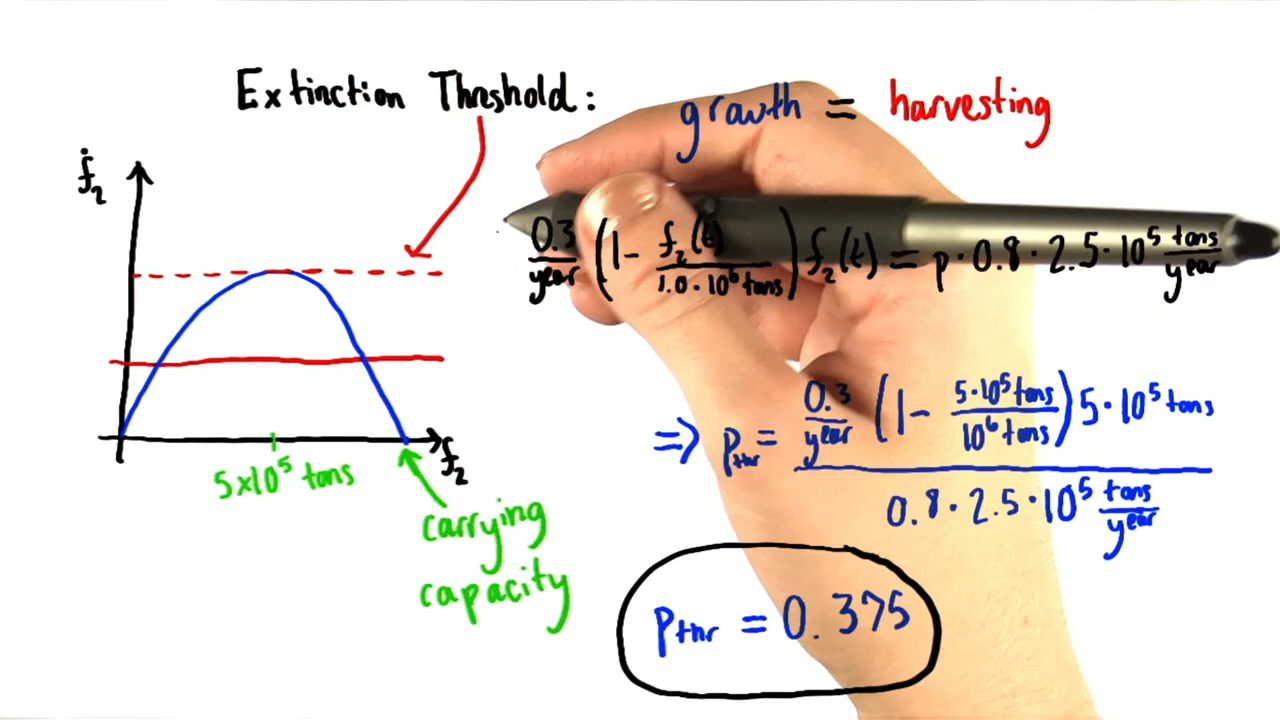 Extinction Threshold:
growth = harvesting
ḟ₂
0.3/year (1 - f₂(t)/1.0·10⁶ tons) f₂(t) = p·0.8·2.5·10⁵ tons/year
⇒ p_thr = 0.3/year (1 - 5·10⁵ tons/10⁶ tons) 5·10⁵ tons
0.8·2.5·10⁵ tons/year
f₂
5x10⁵ tons
carrying
capacity
p_thr = 0.375